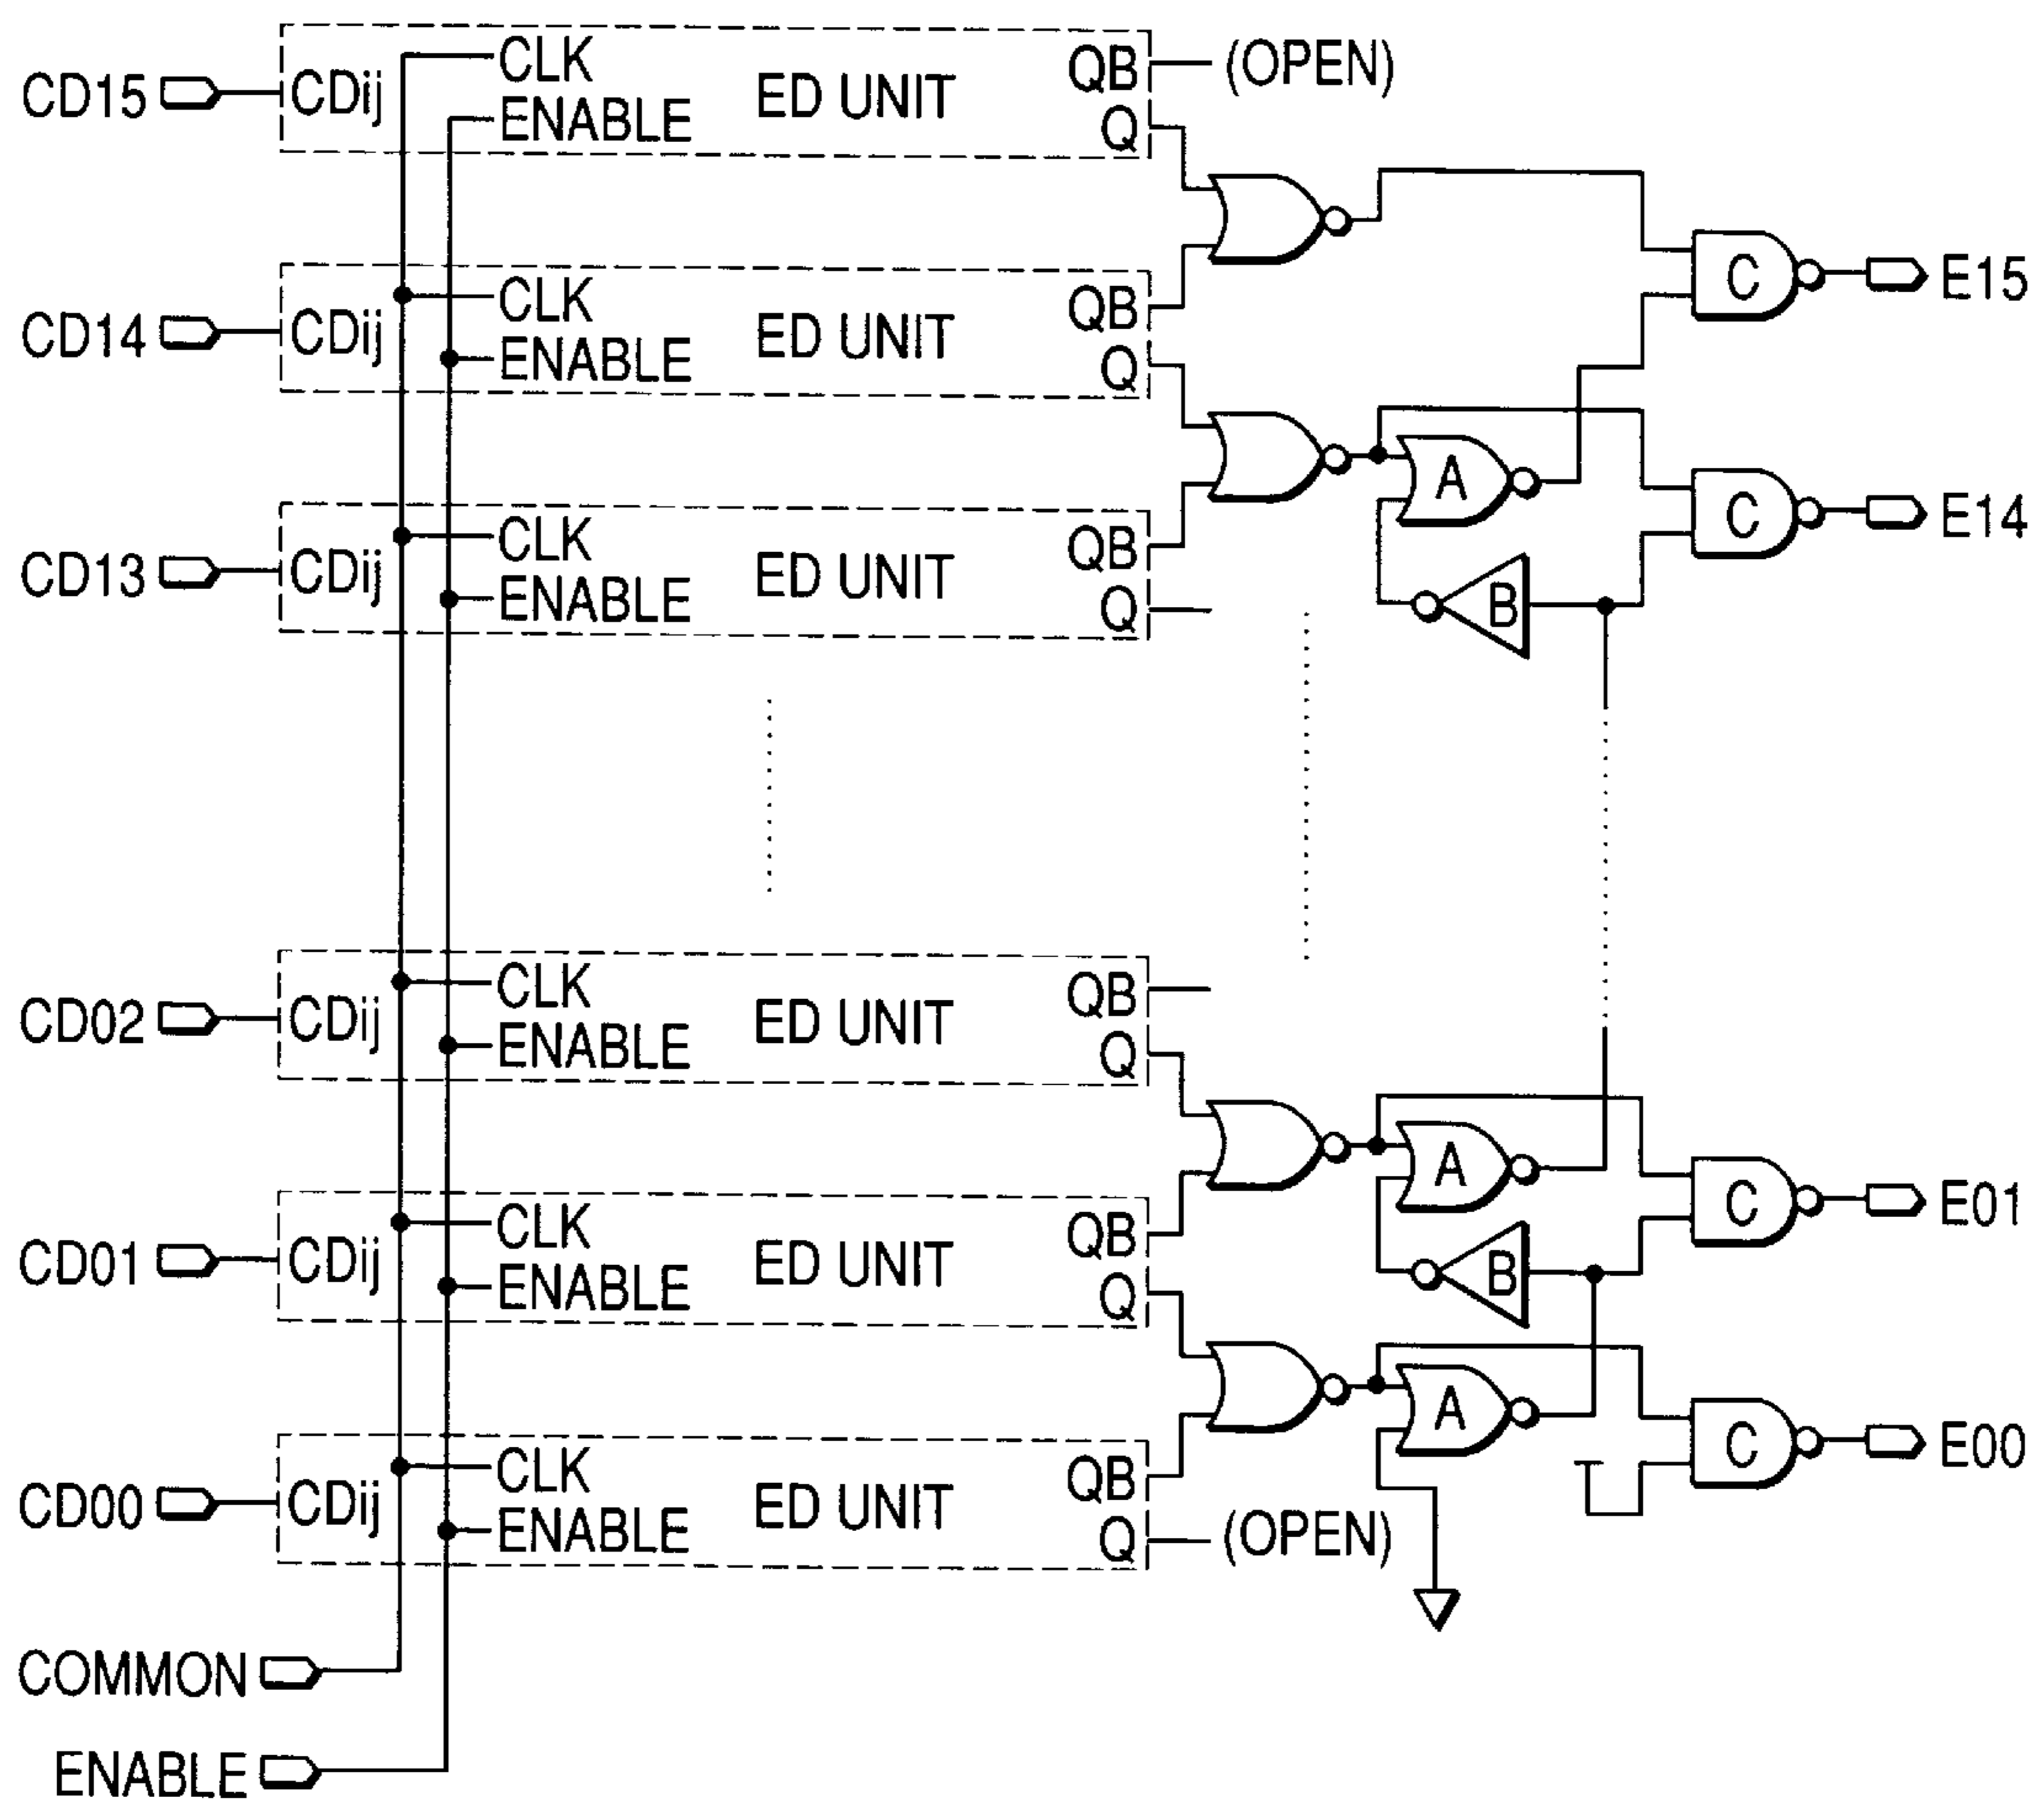 CD15 CDij CLK ENABLE ED UNIT QB Q (OPEN)
C E15
CD14 CDij CLK ENABLE ED UNIT QB Q
A
C E14
CD13 CDij CLK ENABLE ED UNIT QB Q
B
CD02 CDij CLK ENABLE ED UNIT QB Q
A
C E01
CD01 CDij CLK ENABLE ED UNIT QB Q
B
A
C E00
CD00 CDij CLK ENABLE ED UNIT QB Q (OPEN)
COMMON
ENABLE